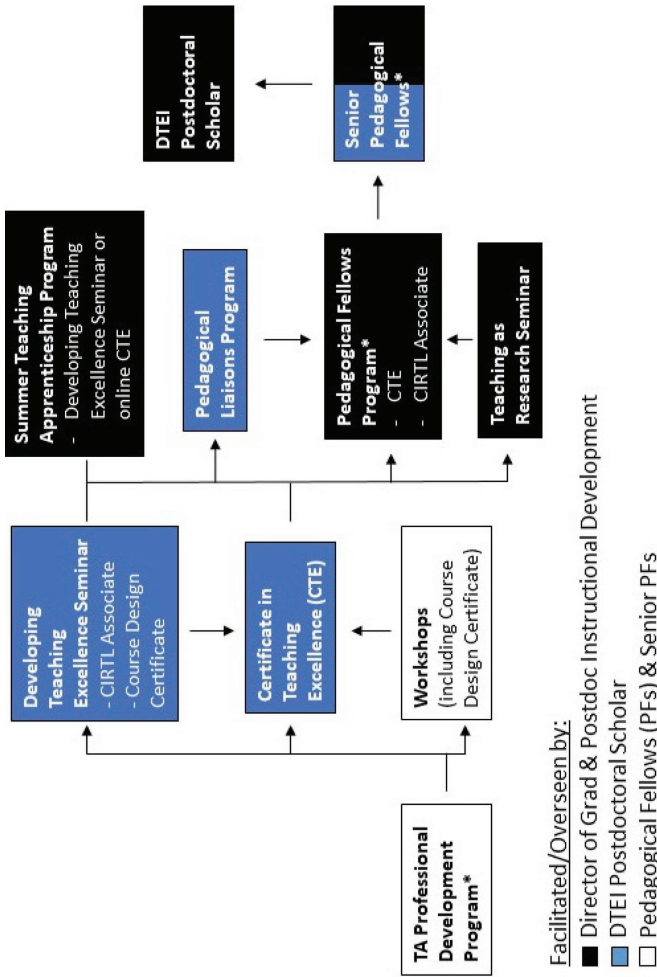 TA Professional
Development
Program*
Developing
Teaching
Excellence Seminar
- CIRTL Associate
- Course Design
Certificate
Certificate in
Teaching
Excellence (CTE)
Workshops
(including Course
Design Certificate)
Summer Teaching
Apprenticeship Program
- Developing Teaching
Excellence Seminar or
online CTE
Pedagogical
Liaisons Program
Pedagogical Fellows
Program*
- CTE
- CIRTL Associate
Teaching as
Research Seminar
DTEI
Postdoctoral
Scholar
Senior
Pedagogical
Fellows*
Facilitated/Overseen by:
Director of Grad & Postdoc Instructional Development
DTEI Postdoctoral Scholar
Pedagogical Fellows (PFs) & Senior PFs